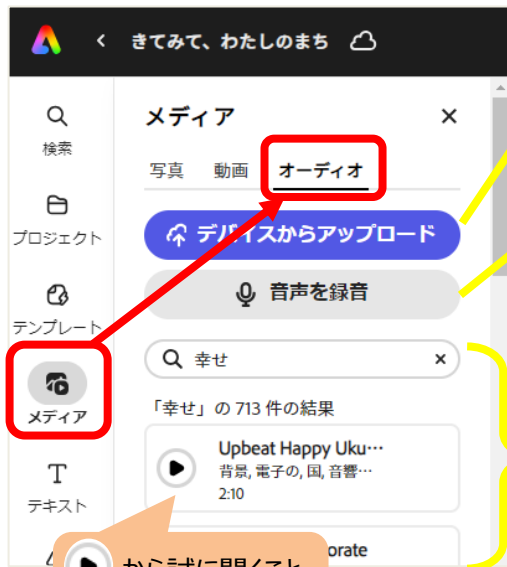 きてみて、わたしのまち
検索
プロジェクト
テンプレート
メディア
テキスト
メディア
写真 動画 オーディオ
デバイスからアップロード
音声を録音
幸せ
「幸せ」の 713 件の結果
Upbeat Happy Uku…
背景, 電子の, 国, 音響…
2:10
orate
から試に聞くこと